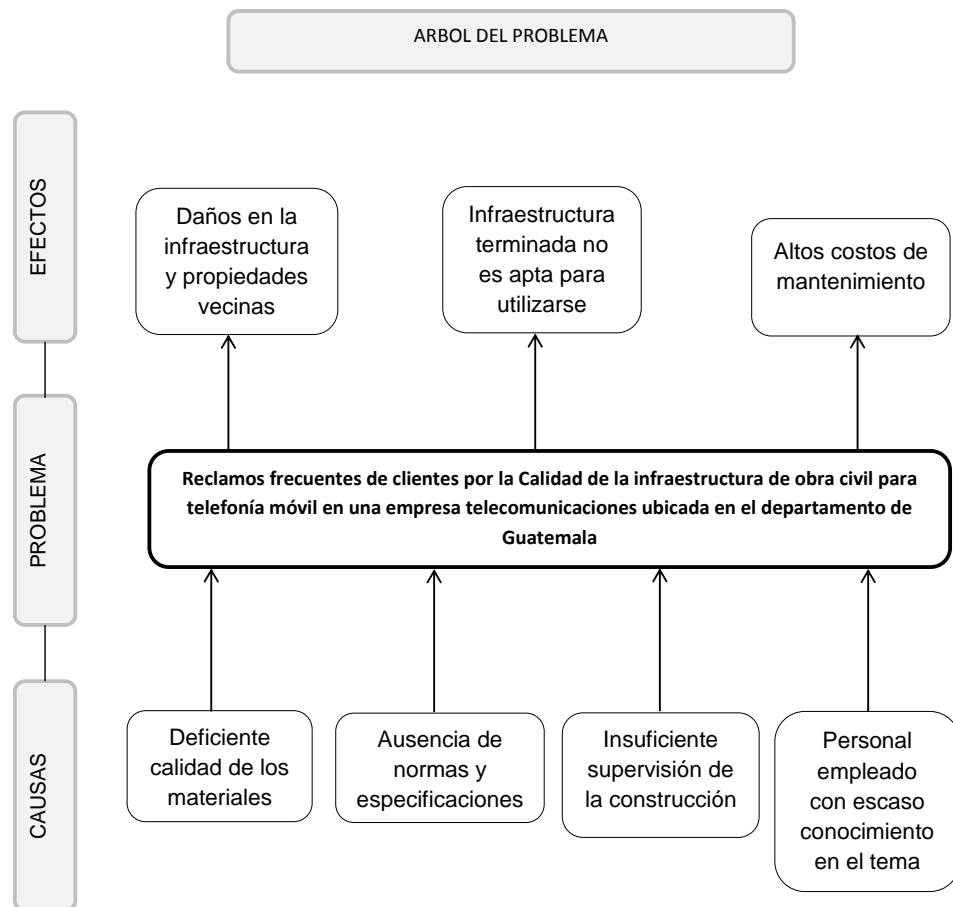 ARBOL DEL PROBLEMA
EFECTOS
Daños en la
infraestructura
y propiedades
vecinas
Infraestructura
terminada no
es apta para
utilizarse
Altos costos de
mantenimiento
PROBLEMA
Reclamos frecuentes de clientes por la Calidad de la infraestructura de obra civil para
telefonía móvil en una empresa telecomunicaciones ubicada en el departamento de
Guatemala
CAUSAS
Deficiente
calidad de los
materiales
Ausencia de
normas y
especificaciones
Insuficiente
supervisión de
la construcción
Personal
empleado
con escaso
conocimiento
en el tema